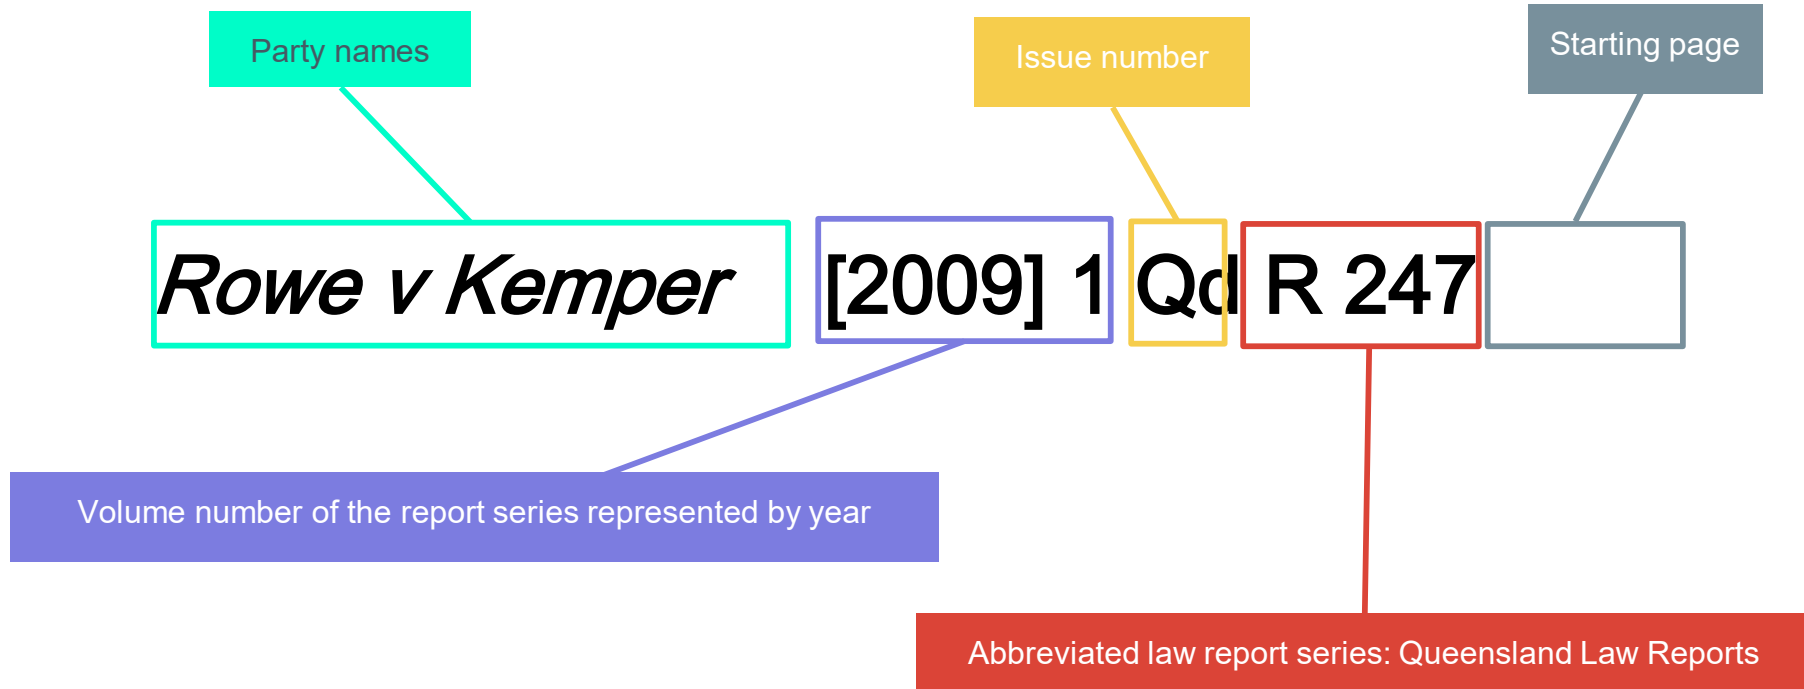 Party names
Issue number
Starting page
Rowe v Kemper [2009] 1 Qd R 247
Volume number of the report series represented by year
Abbreviated law report series: Queensland Law Reports